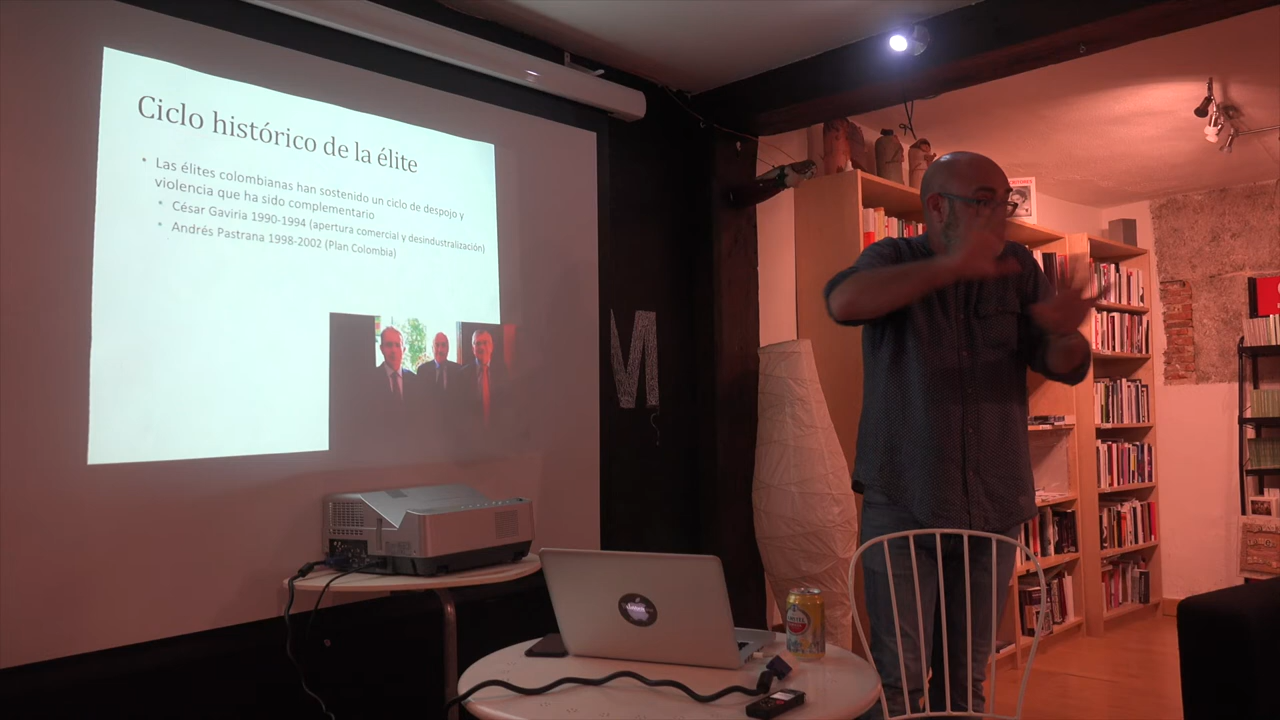 Ciclo histórico de la élite
• Las élites colombianas han sostenido un ciclo de despojo y
violencia que ha sido complementario
• César Gaviria 1990-1994 (apertura comercial y desindustralización)
• Andrés Pastrana 1998-2002 (Plan Colombia)
M